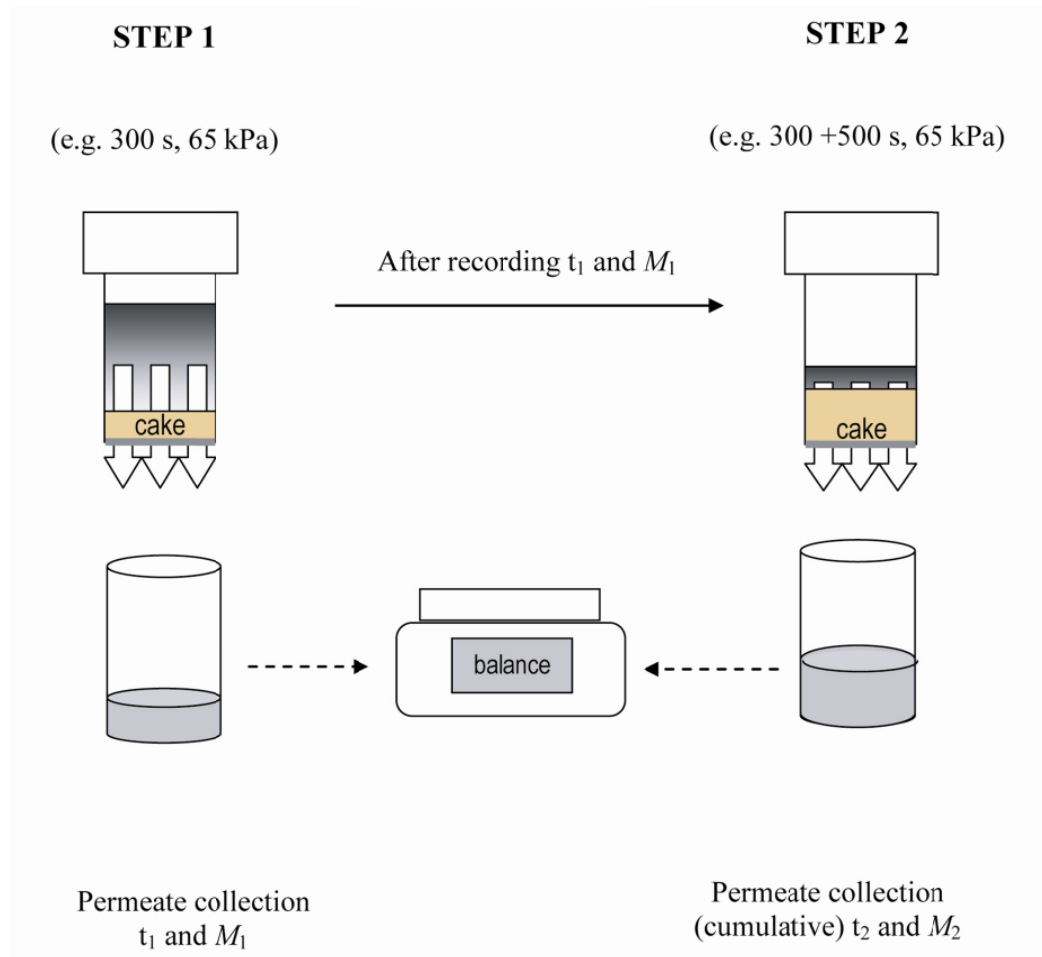 STEP 1
STEP 2
(e.g. 300 s, 65 kPa)
(e.g. 300 +500 s, 65 kPa)
After recording t₁ and M₁
cake
cake
balance
Permeate collection
t₁ and M₁
Permeate collection
(cumulative) t₂ and M₂